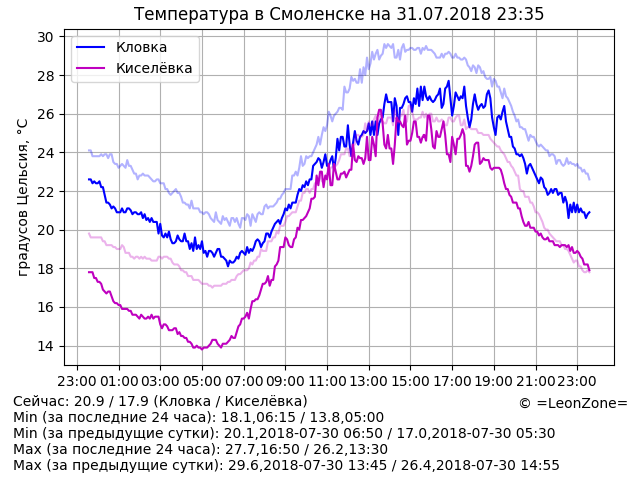 Температура в Смоленске на 31.07.2018 23:35
градусов Цельсия, °C
30
28
26
24
22
20
18
16
14
Кловка
Киселёвка
23:00 01:00 03:00 05:00 07:00 09:00 11:00 13:00 15:00 17:00 19:00 21:00 23:00
Сейчас: 20.9 / 17.9 (Кловка / Киселёвка)
© =LeonZone=
Min (за последние 24 часа): 18.1,06:15 / 13.8,05:00
Min (за предыдущие сутки): 20.1,2018-07-30 06:50 / 17.0,2018-07-30 05:30
Max (за последние 24 часа): 27.7,16:50 / 26.2,13:30
Max (за предыдущие сутки): 29.6,2018-07-30 13:45 / 26.4,2018-07-30 14:55